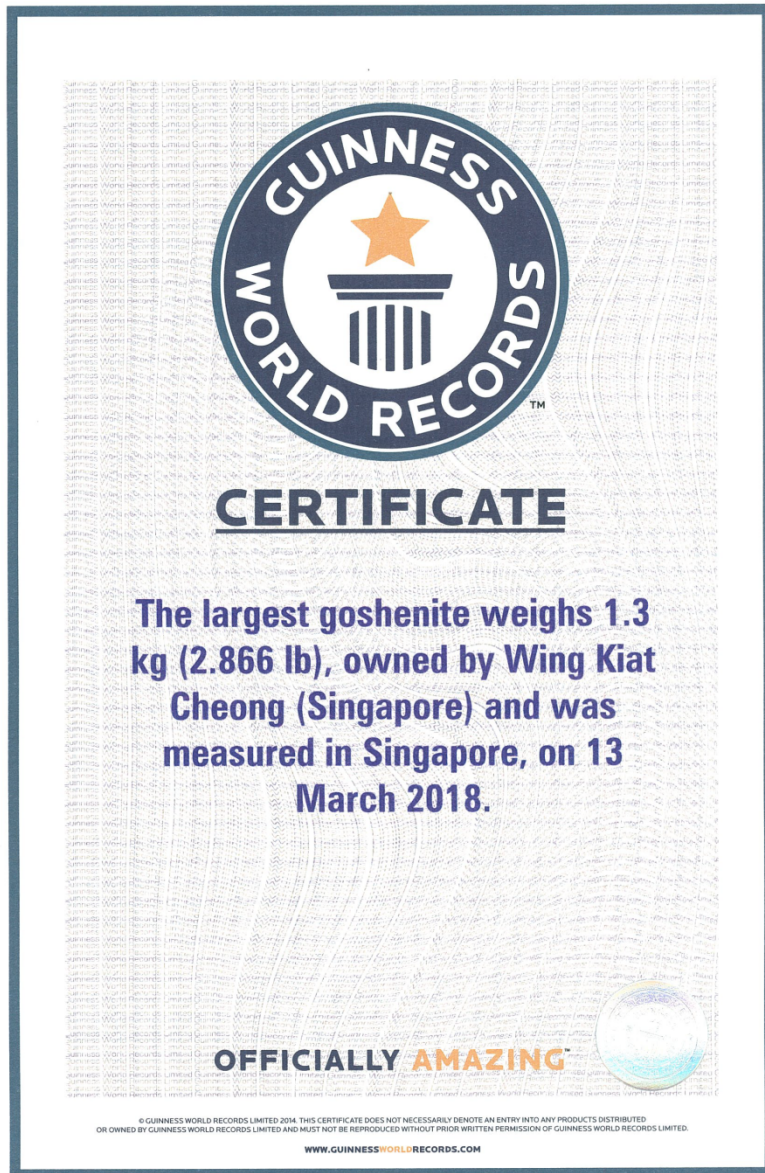 GUINNESS
WORLD RECORDS
TM
CERTIFICATE
The largest goshenite weighs 1.3
kg (2.866 lb), owned by Wing Kiat
Cheong (Singapore) and was
measured in Singapore, on 13
March 2018.
OFFICIALLY AMAZING™
© GUINNESS WORLD RECORDS LIMITED 2014. THIS CERTIFICATE DOES NOT NECESSARILY DENOTE AN ENTRY INTO ANY PRODUCTS DISTRIBUTED
OR OWNED BY GUINNESS WORLD RECORDS LIMITED AND MUST NOT BE REPRODUCED WITHOUT PRIOR WRITTEN PERMISSION OF GUINNESS WORLD RECORDS LIMITED.
WWW.GUINNESSWORLDRECORDS.COM